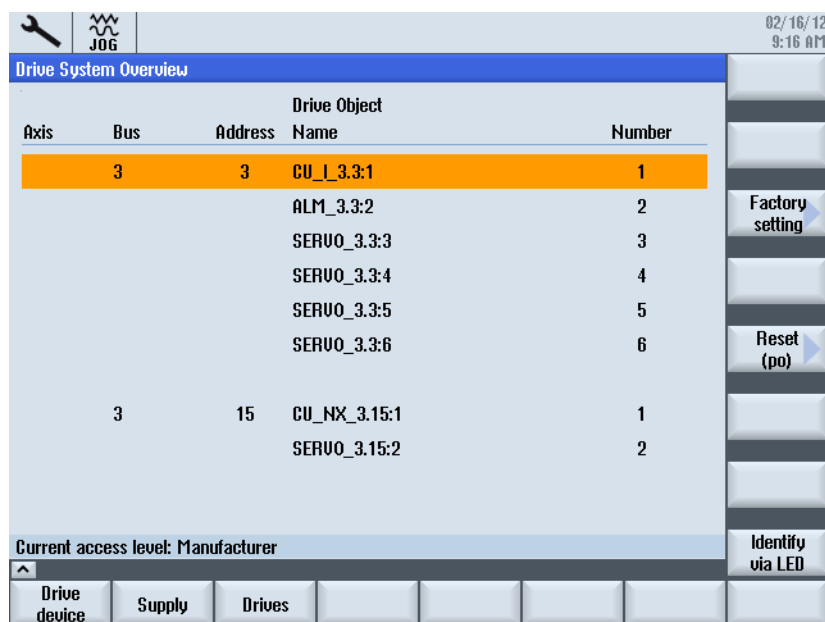 JOG
02/16/12
9:16 AM
Drive System Overview
Drive Object
Axis Bus Address Name Number
3 3 CU_I_3.3:1 1
ALM_3.3:2 2
SERVO_3.3:3 3
SERVO_3.3:4 4
SERVO_3.3:5 5
SERVO_3.3:6 6
3 15 CU_NX_3.15:1 1
SERVO_3.15:2 2
Factory
setting
Reset
(po)
Identify
via LED
Current access level: Manufacturer
Drive
device
Supply
Drives